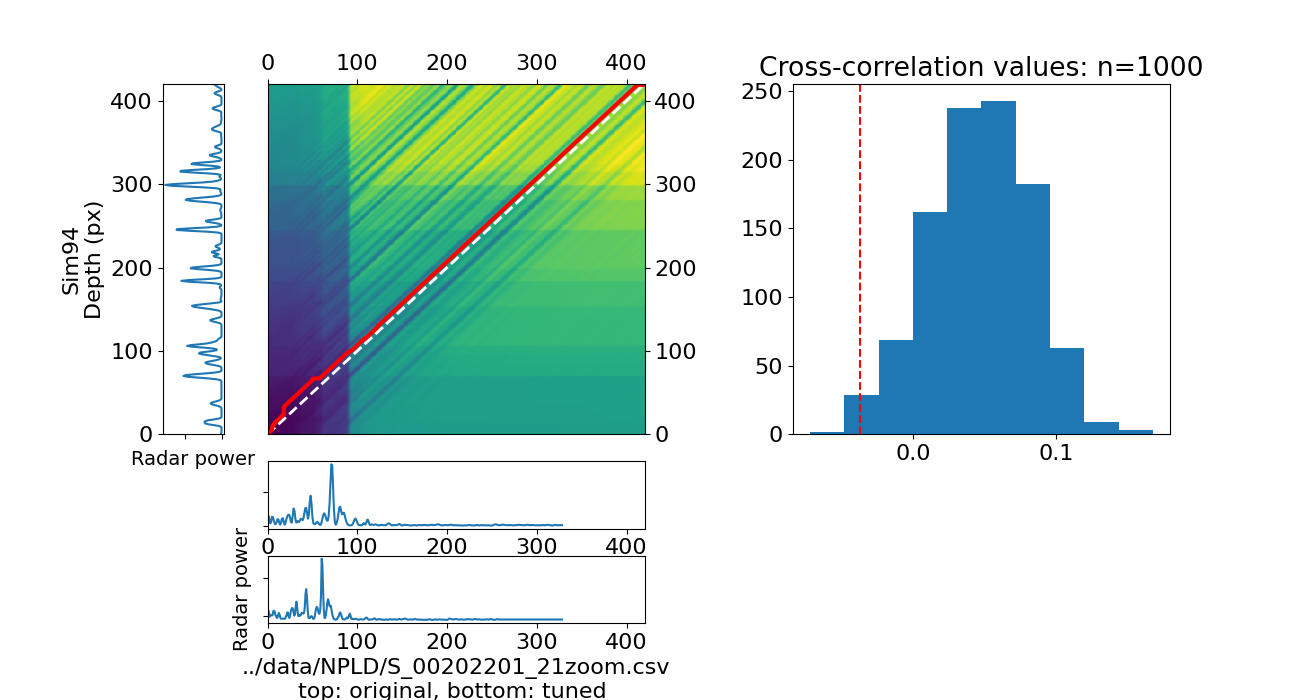 0 100 200 300 400
Cross-correlation values: n=1000
400
300
200
100
0
Sim94
Depth (px)
Radar power
400
300
200
100
0
250
200
150
100
50
0
0.0 0.1
0 100 200 300 400
Radar power
0 100 200 300 400
../data/NPLD/S_00202201_21zoom.csv
top: original, bottom: tuned